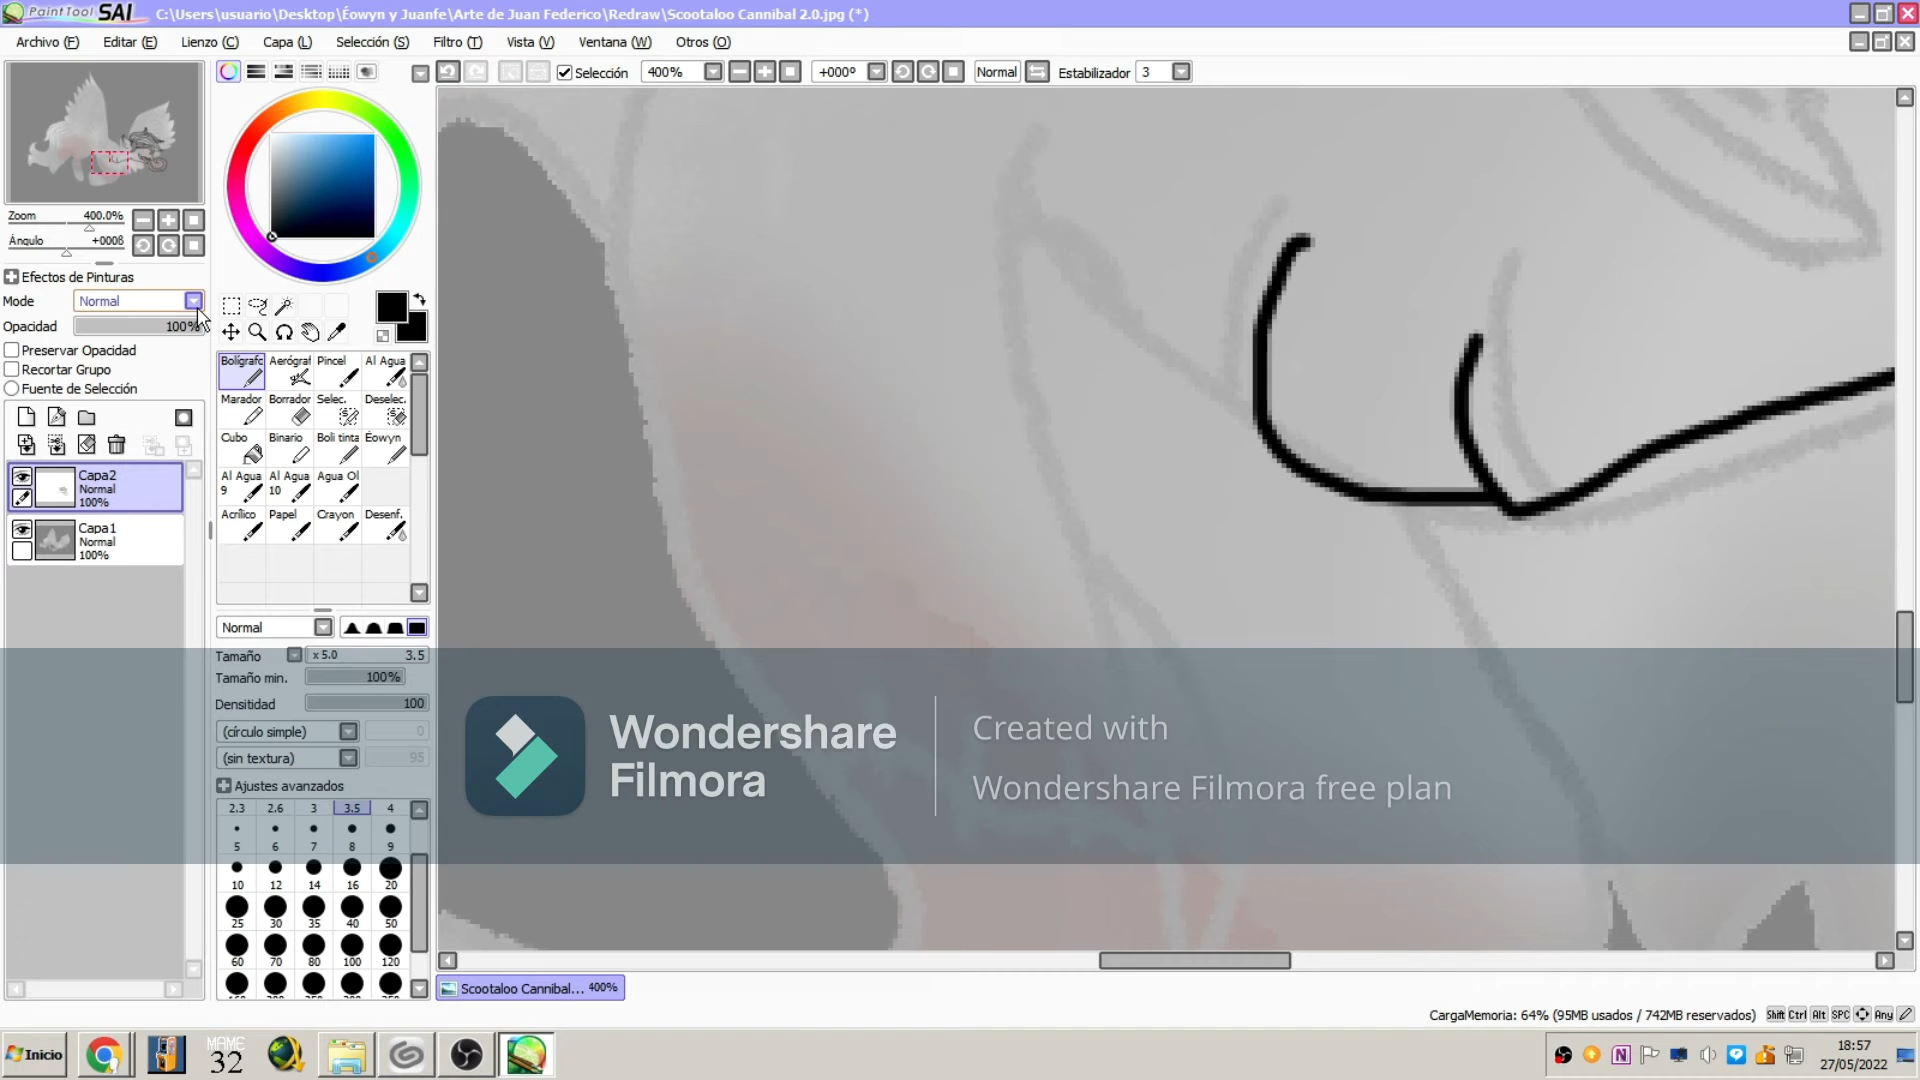 PaintTool SAI C:\Users\usuario\Desktop\Éowyn y Juanfe\Arte de Juan Federico\Redraw\Scootaloo Cannibal 2.0.jpg (*)
Archivo (F) Editar (E) Lienzo (C) Capa (L) Selección (S) Filtro (T) Vista (V) Ventana (W) Otros (O)
Selección 400% +000º Normal Estabilizador 3
Zoom 400.0%
Ángulo +000ß
Efectos de Pinturas
Mode Normal
Opacidad 100%
Preservar Opacidad
Recortar Grupo
Fuente de Selección
Capa2
Normal
100%
Capa1
Normal
100%
Bolígrafc Aerógraf Pincel Al Agua
Marador Borrador Selec. Deselec.
Cubo Binario Boli tinta Éowyn
Al Agua 9 Al Agua 10 Agua Ol
Acrílico Papel Crayon Desenf.
Normal
Tamaño x 5.0 3.5
Tamaño min. 100%
Densitidad 100
(círculo simple) 0
(sin textura) 95
Ajustes avanzados
2.3 2.6 3 3.5 4
5 6 7 8 9
10 12 14 16 20
25 30 35 40 50
60 70 80 100 120
Wondershare
Filmora
Created with
Wondershare Filmora free plan
Scootaloo Cannibal... 400%
CargaMemoria: 64% (95MB usados / 742MB reservados) Shift Ctrl Alt SPC Any
Inicio
MAME
32
18:57
27/05/2022